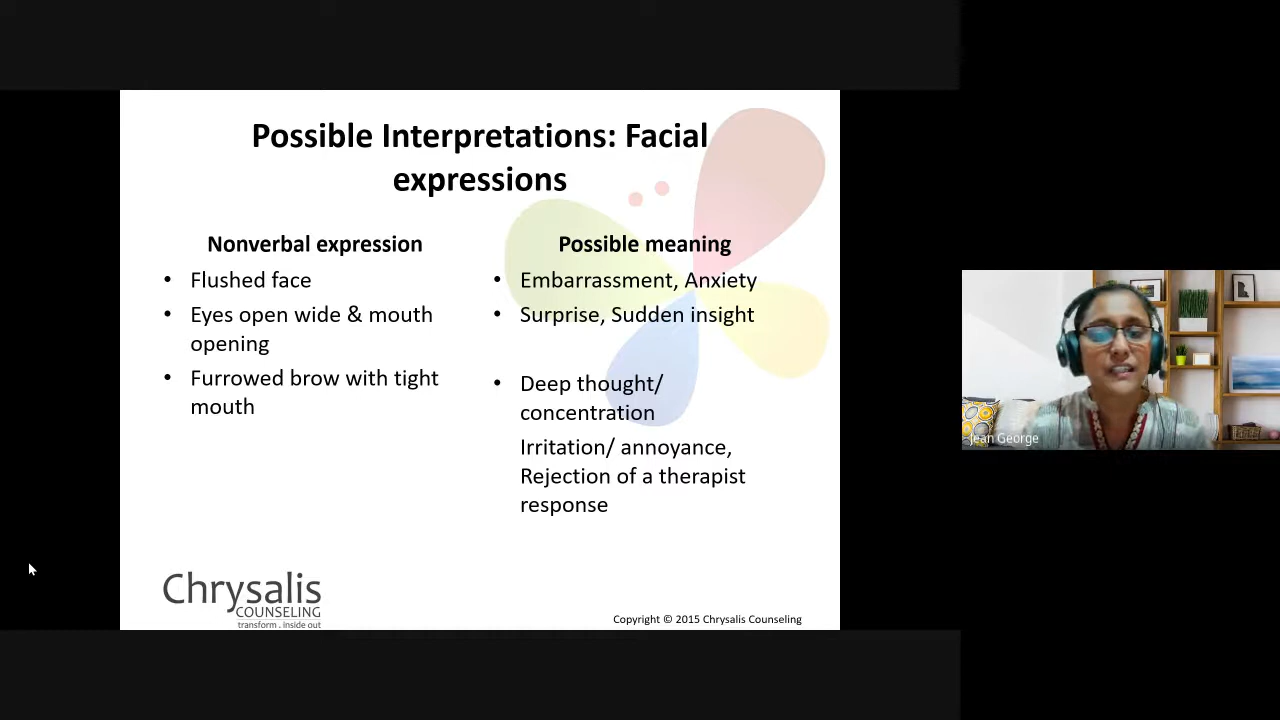 Possible Interpretations: Facial
expressions
Nonverbal expression
• Flushed face
• Eyes open wide & mouth
opening
• Furrowed brow with tight
mouth
Possible meaning
• Embarrassment, Anxiety
• Surprise, Sudden insight
• Deep thought/
concentration
Irritation/ annoyance,
Rejection of a therapist
response
Chrysalis
COUNSELING
transform . inside out
Copyright © 2015 Chrysalis Counseling
Jean George